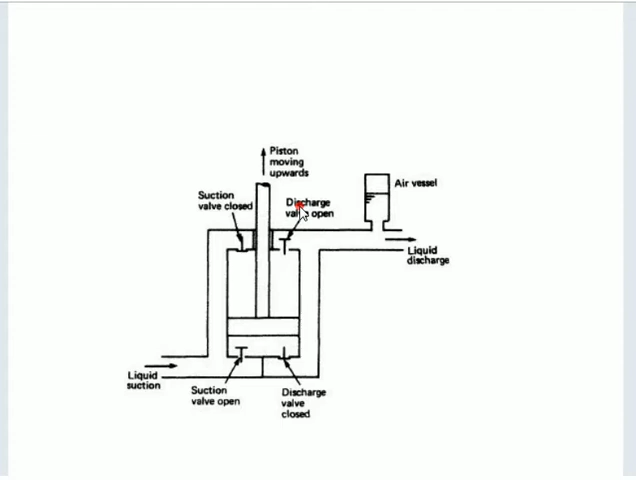 Piston
moving
upwards
Suction
valve closed
Discharge
valve open
Air vessel
Liquid
discharge
Liquid
suction
Suction
valve open
Discharge
valve
closed